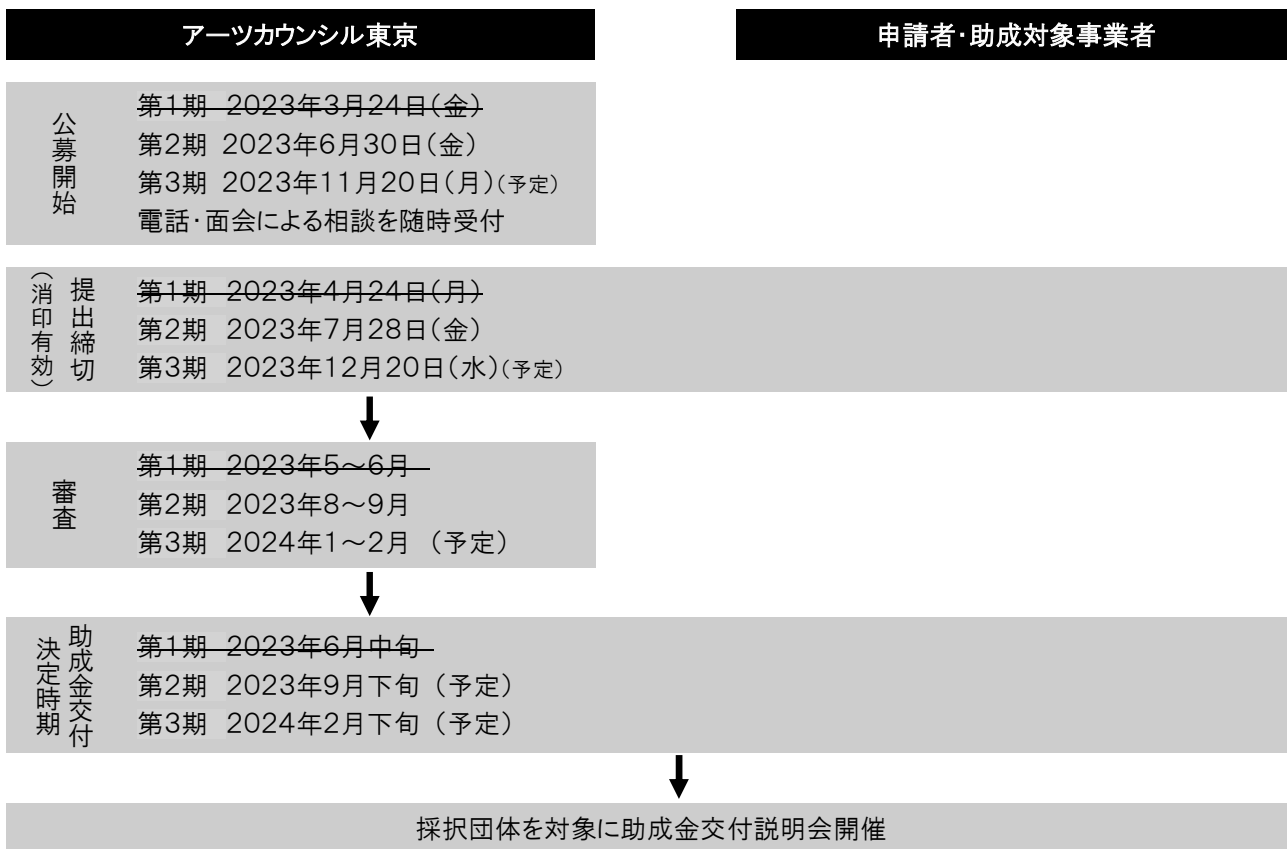 アーツカウンシル東京
申請者・助成対象事業者
公募開始
第1期 2023年3月24日(金)
第2期 2023年6月30日(金)
第3期 2023年11月20日(月)(予定)
電話・面会による相談を随時受付
提出締切
(消印有効)
第1期 2023年4月24日(月)
第2期 2023年7月28日(金)
第3期 2023年12月20日(水)(予定)
審査
第1期 2023年5~6月
第2期 2023年8~9月
第3期 2024年1~2月 (予定)
助成金交付
決定時期
第1期 2023年6月中旬
第2期 2023年9月下旬 (予定)
第3期 2024年2月下旬 (予定)
採択団体を対象に助成金交付説明会開催